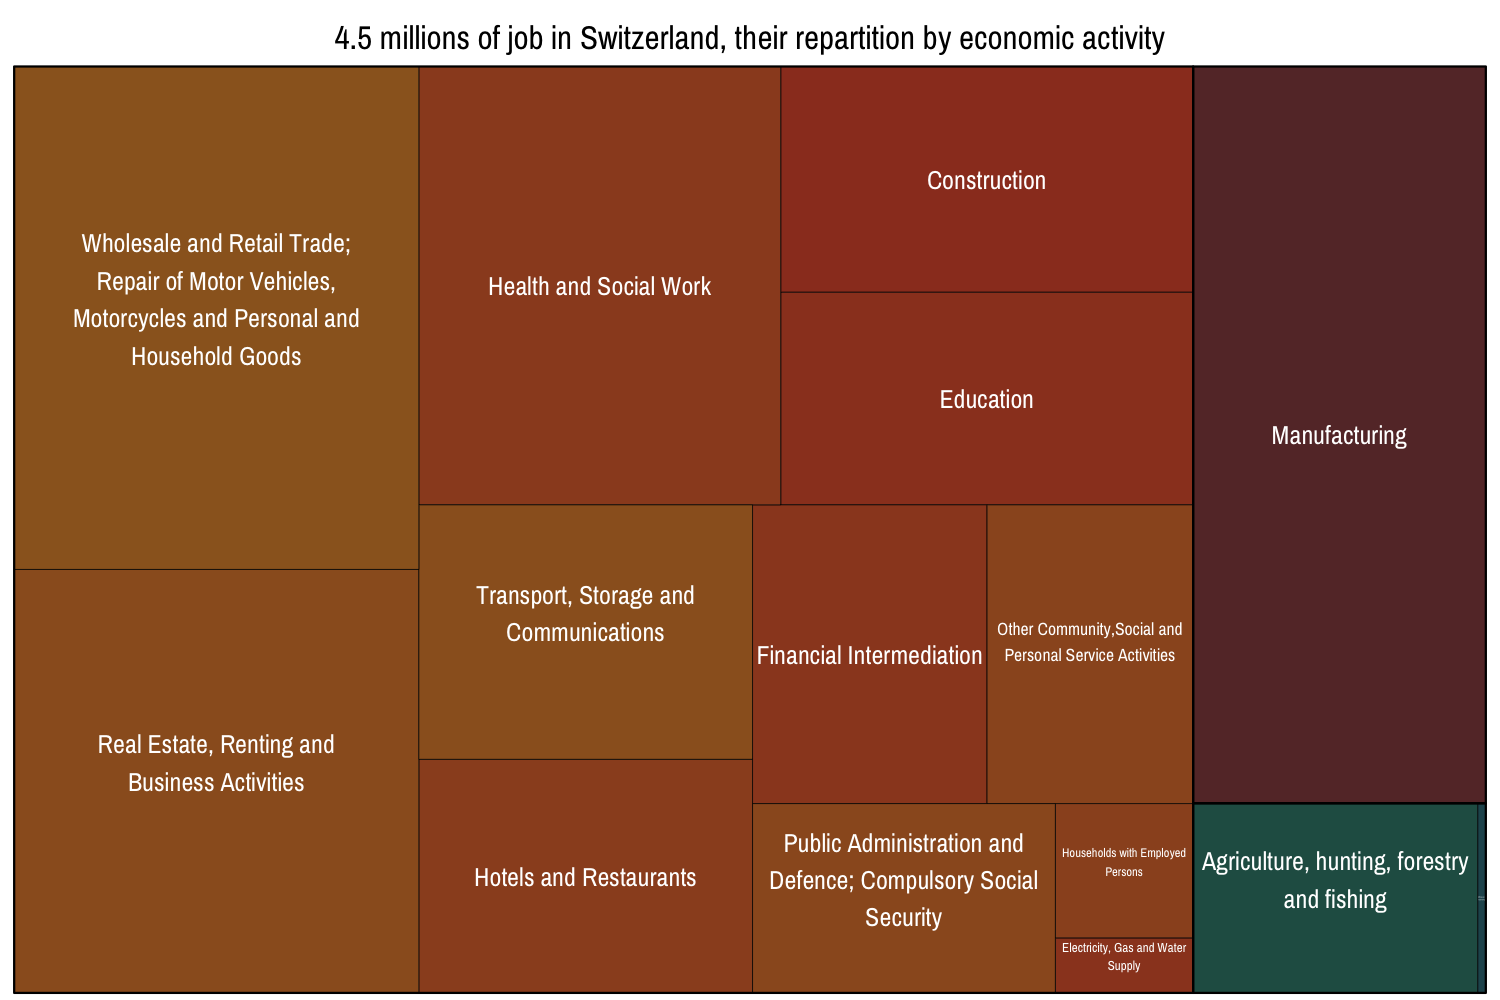 4.5 millions of job in Switzerland, their repartition by economic activity
Wholesale and Retail Trade;
Repair of Motor Vehicles,
Motorcycles and Personal and
Household Goods
Real Estate, Renting and
Business Activities
Health and Social Work
Transport, Storage and
Communications
Hotels and Restaurants
Construction
Education
Financial Intermediation
Other Community,Social and
Personal Service Activities
Public Administration and
Defence; Compulsory Social
Security
Households with Employed
Persons
Electricity, Gas and Water
Supply
Manufacturing
Agriculture, hunting, forestry
and fishing